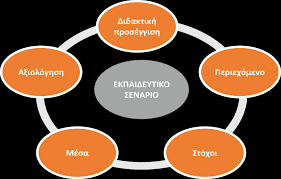 Διδακτική
προσέγγιση
Αξιολόγηση
Περιεχόμενο
ΕΚΠΑΙΔΕΥΤΙΚΟ
ΣΕΝΑΡΙΟ
Μέσα
Στόχοι